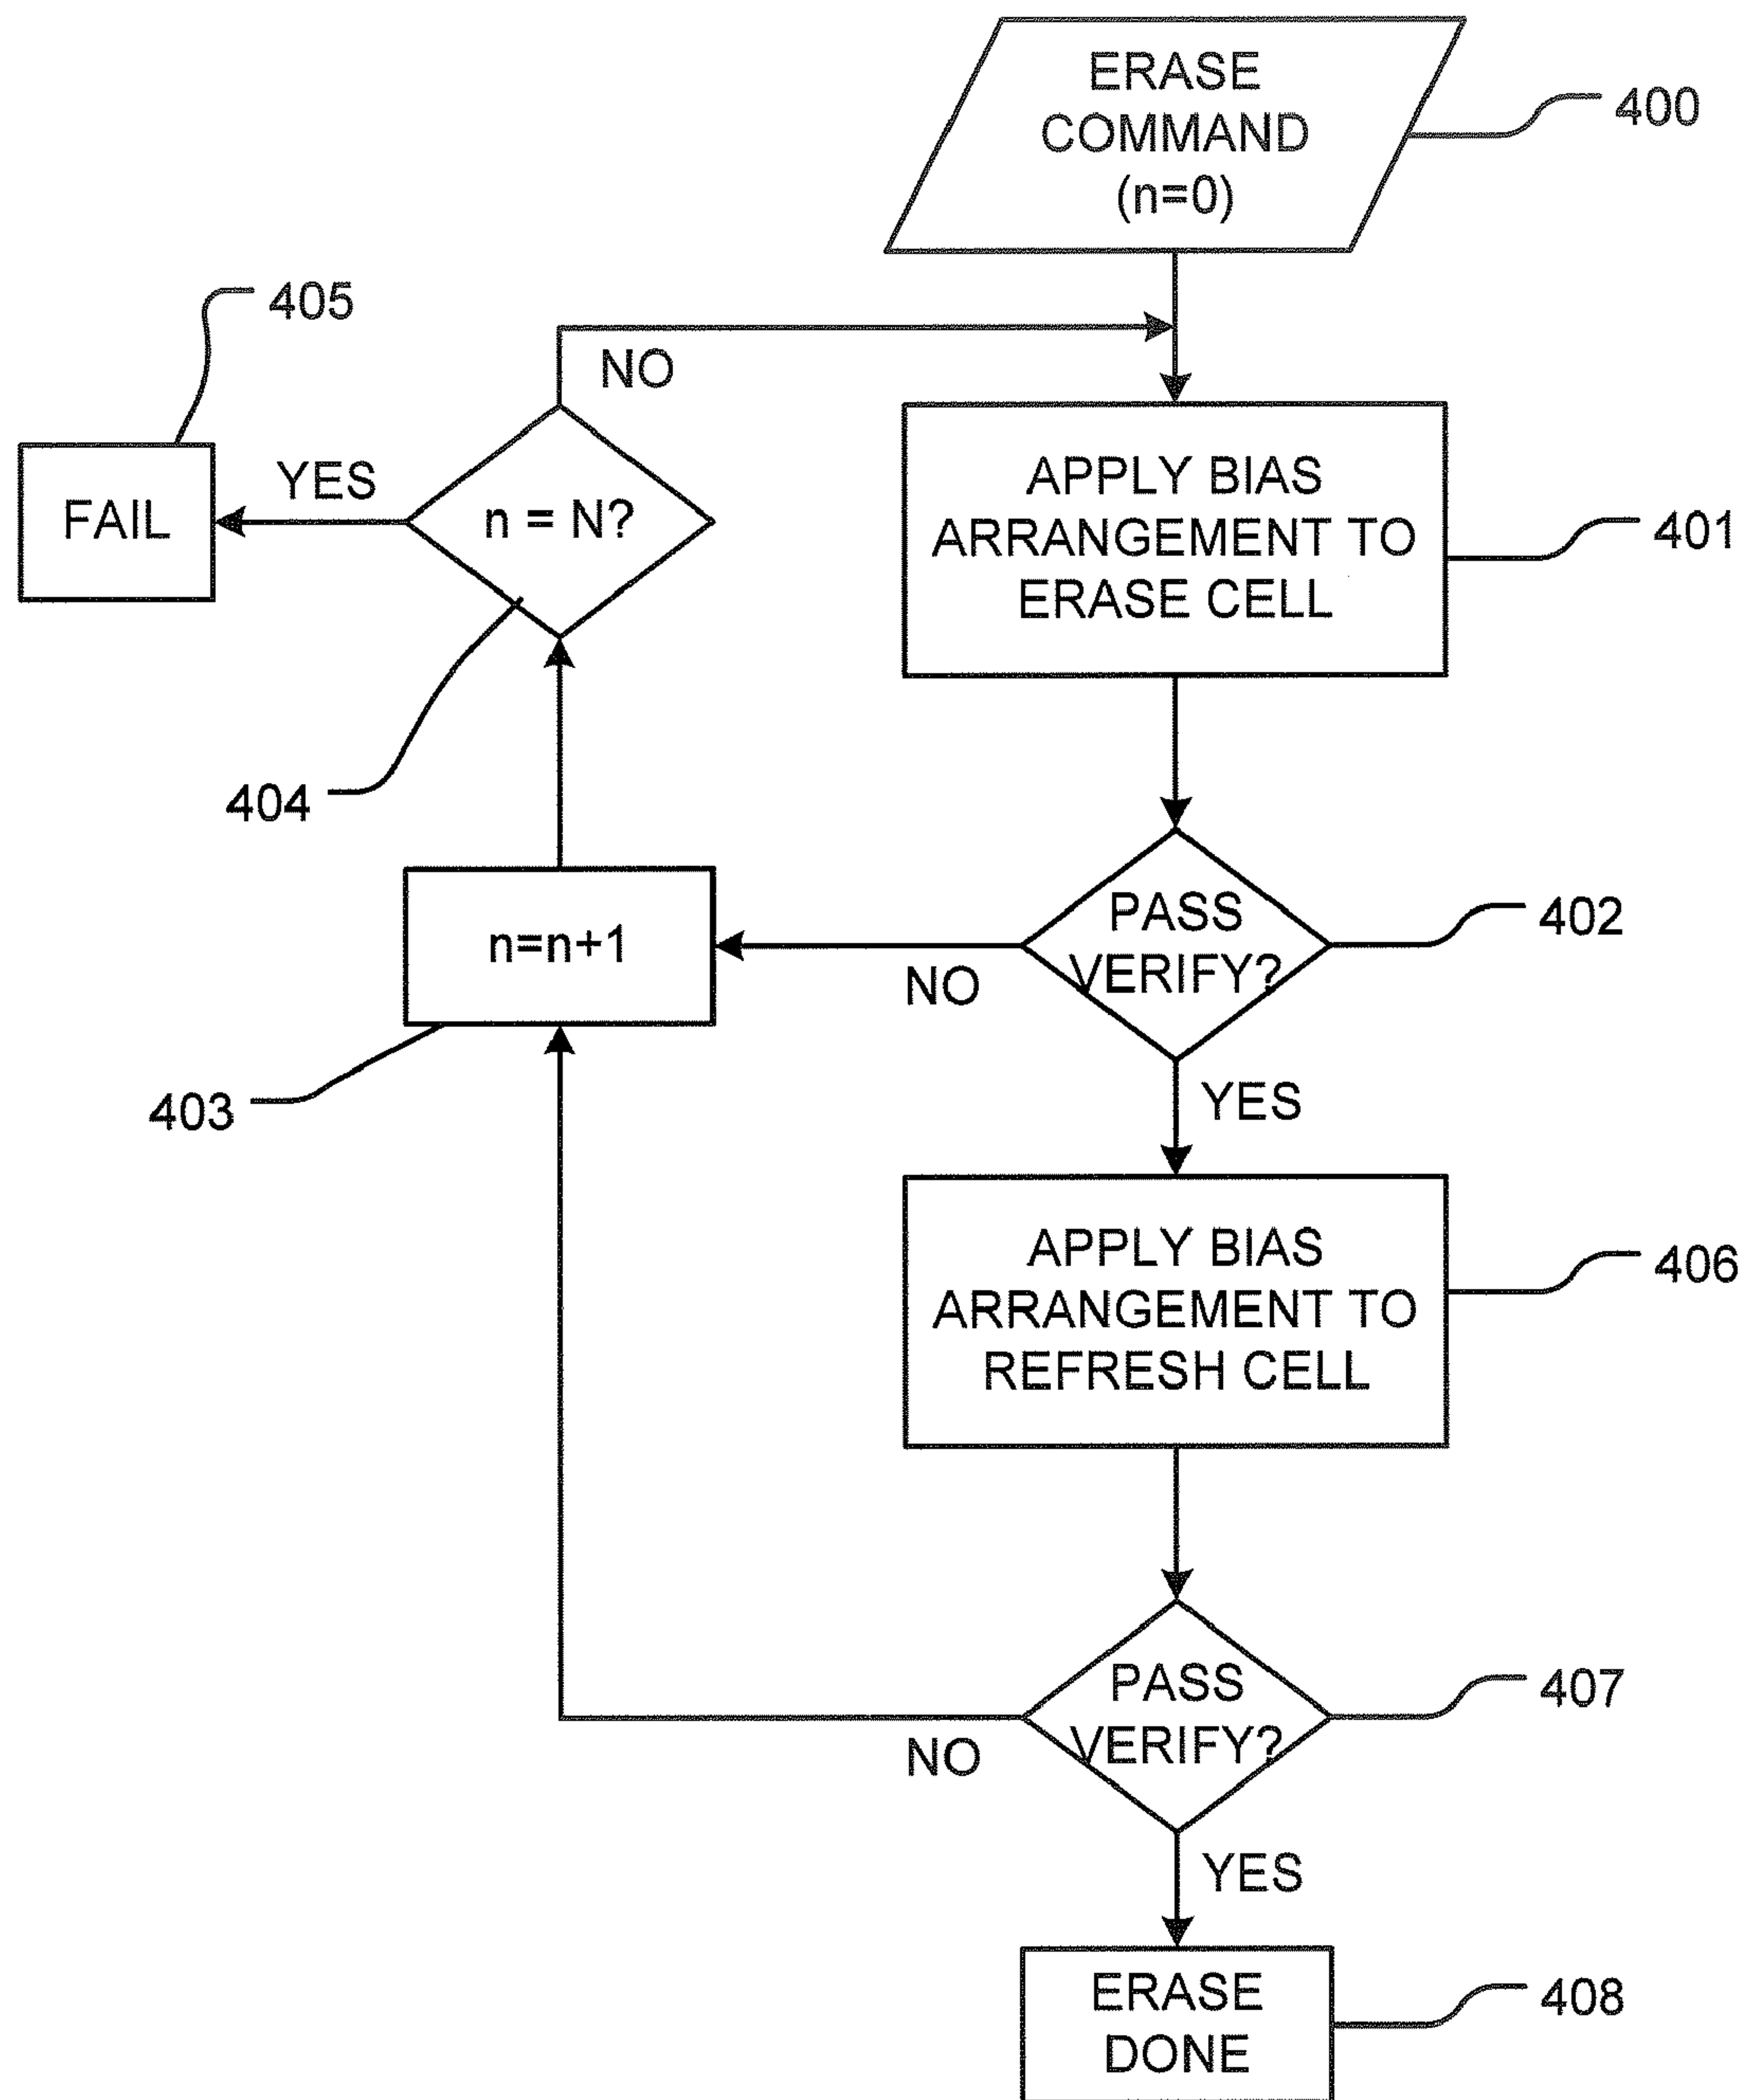 ERASE
COMMAND
(n=0)
400
405
NO
FAIL
YES
n = N?
APPLY BIAS
ARRANGEMENT TO
ERASE CELL
401
404
n=n+1
NO
PASS
VERIFY?
402
403
YES
APPLY BIAS
ARRANGEMENT TO
REFRESH CELL
406
PASS
VERIFY?
407
NO
YES
ERASE
DONE
408